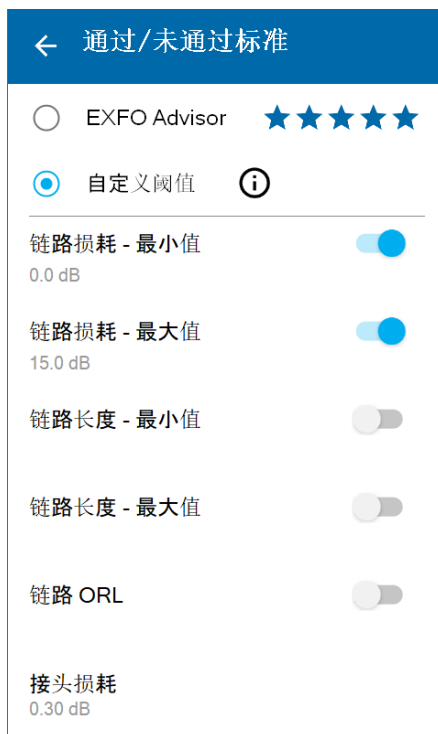 通过/未通过标准
EXFO Advisor
自定义阈值
链路损耗 - 最小值
0.0 dB
链路损耗 - 最大值
15.0 dB
链路长度 - 最小值
链路长度 - 最大值
链路 ORL
接头损耗
0.30 dB